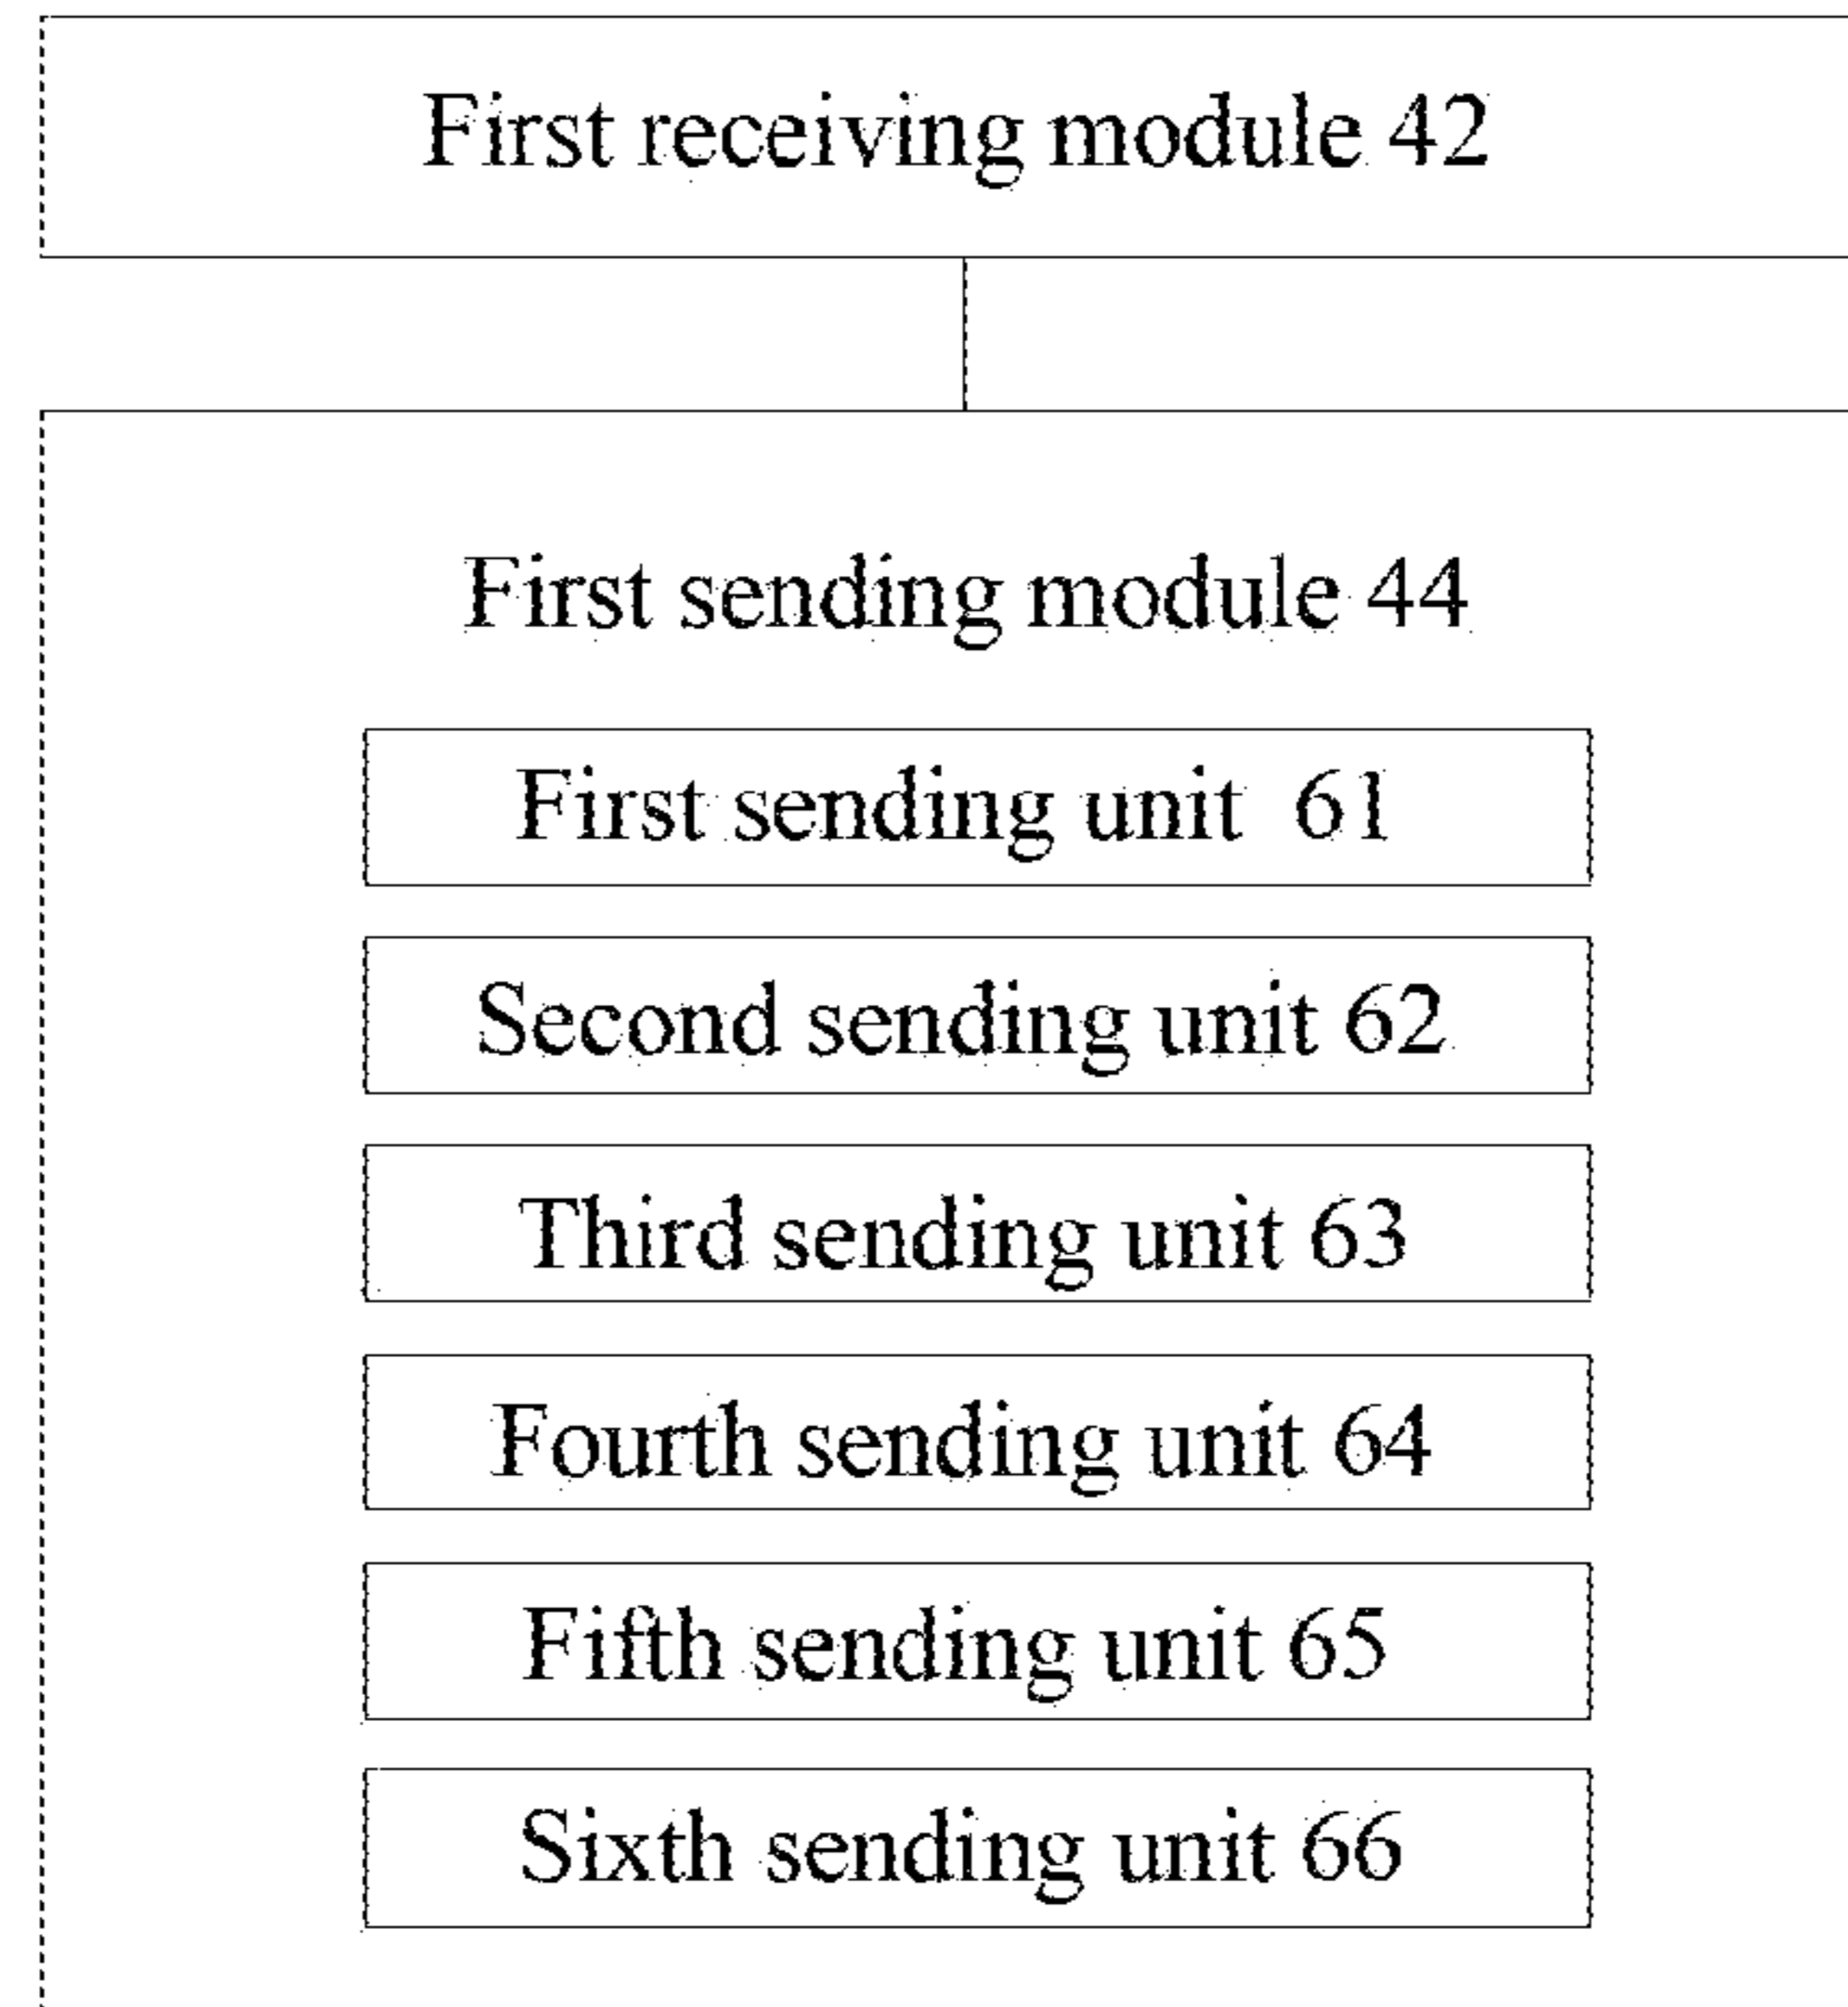 First receiving module 42
First sending module 44
First sending unit 61
Second sending unit 62
Third sending unit 63
Fourth sending unit 64
Fifth sending unit 65
Sixth sending unit 66